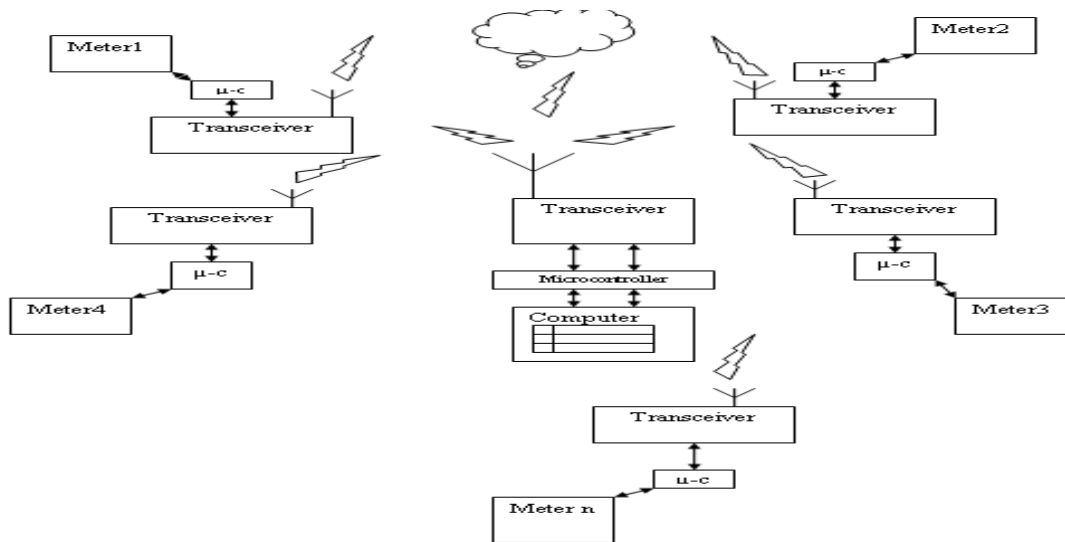 Meter1
μ-c
Transceiver
Meter2
μ-c
Transceiver
Transceiver
μ-c
Meter4
Transceiver
Microcontroller
Computer
Transceiver
μ-c
Meter3
Transceiver
μ-c
Meter n